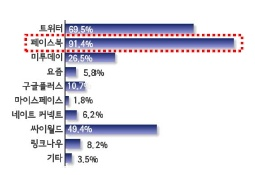 트위터 69.5%
페이스북 91.4%
미투데이 26.5%
요즘 5.8%
구글플러스 10.7
마이스페이스 1.8%
네이트 커넥트 6.2%
싸이월드 49.4%
링크나우 8.2%
기타 3.5%